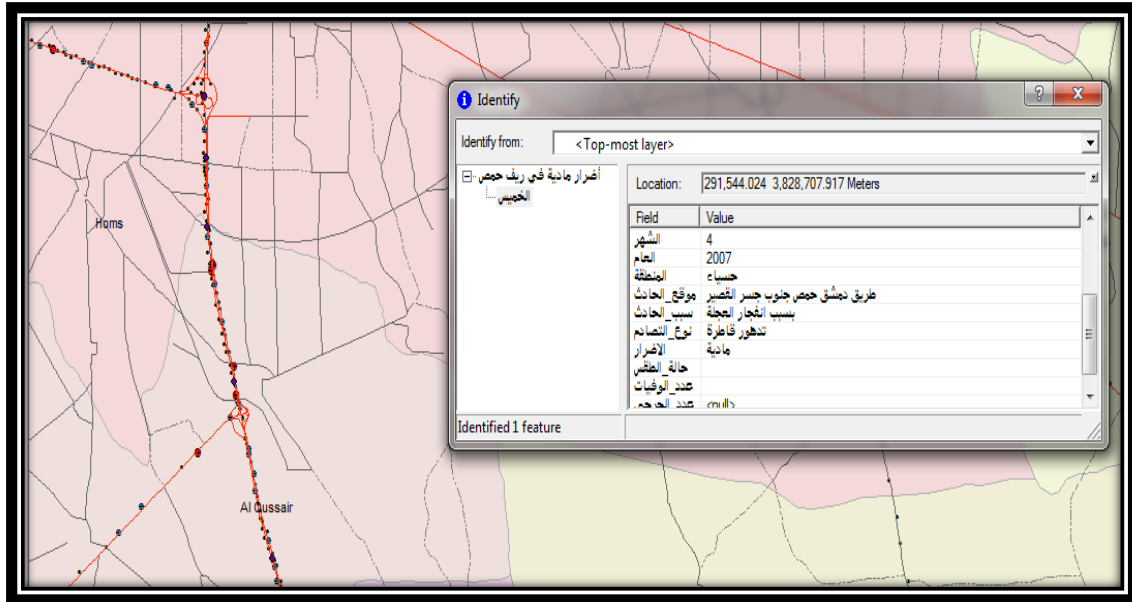 Identify
Identify from: <Top-most layer>
أضرار مادية في ريف حمص
الخميس
Location: 291,544.024 3,828,707.917 Meters
Field Value
الشهر 4
العام 2007
المنطقة حسياء
موقع_الحادث طريق دمشق حمص جنوب جسر القصير
سبب_الحادث بسبب انفجار العجلة
نوع_التصادم تدهور قاطرة
الاضرار مادية
حالة_الطقس
عدد_الوفيات
عدد_الجرحى <null>
Identified 1 feature
Homs
Al Qussair